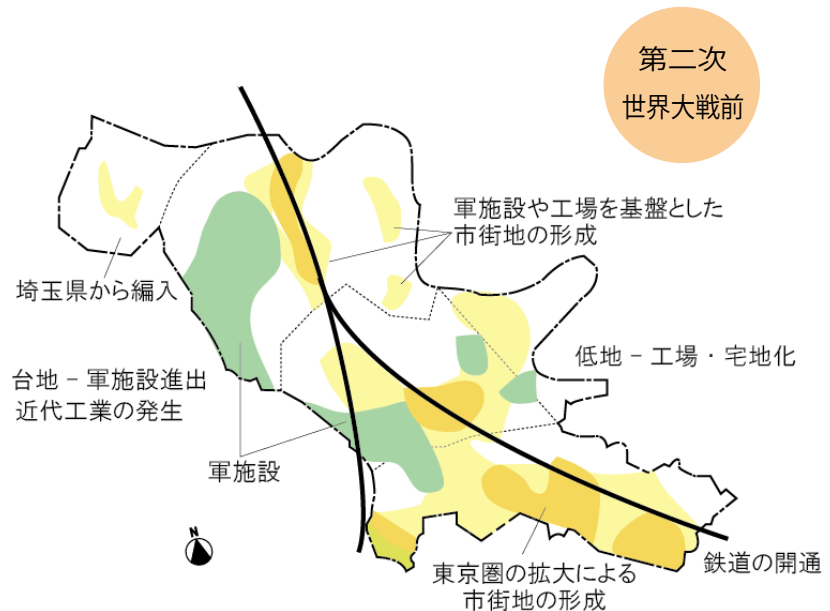 第二次
世界大戦前
軍施設や工場を基盤とした
市街地の形成
埼玉県から編入
低地－工場・宅地化
台地－軍施設進出
近代工業の発生
軍施設
N
鉄道の開通
東京圏の拡大による
市街地の形成